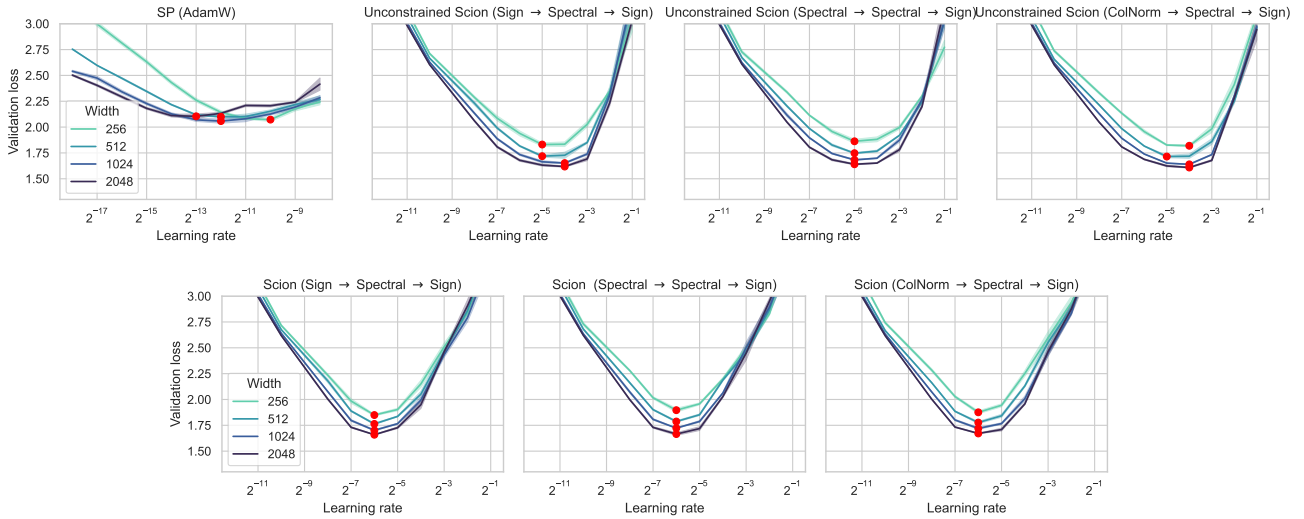 SP (AdamW)
Unconstrained Scion (Sign → Spectral → Sign)
Unconstrained Scion (Spectral → Spectral → Sign)
Unconstrained Scion (ColNorm → Spectral → Sign)
Validation loss
3.00
2.75
2.50
2.25
2.00
1.75
1.50
Width
256
512
1024
2048
2⁻¹⁷ 2⁻¹⁵ 2⁻¹³ 2⁻¹¹ 2⁻⁹
2⁻¹¹ 2⁻⁹ 2⁻⁷ 2⁻⁵ 2⁻³ 2⁻¹
2⁻¹¹ 2⁻⁹ 2⁻⁷ 2⁻⁵ 2⁻³ 2⁻¹
2⁻¹¹ 2⁻⁹ 2⁻⁷ 2⁻⁵ 2⁻³ 2⁻¹
Learning rate
Learning rate
Learning rate
Learning rate
Scion (Sign → Spectral → Sign)
Scion (Spectral → Spectral → Sign)
Scion (ColNorm → Spectral → Sign)
Validation loss
3.00
2.75
2.50
2.25
2.00
1.75
1.50
Width
256
512
1024
2048
2⁻¹¹ 2⁻⁹ 2⁻⁷ 2⁻⁵ 2⁻³ 2⁻¹
2⁻¹¹ 2⁻⁹ 2⁻⁷ 2⁻⁵ 2⁻³ 2⁻¹
2⁻¹¹ 2⁻⁹ 2⁻⁷ 2⁻⁵ 2⁻³ 2⁻¹
Learning rate
Learning rate
Learning rate